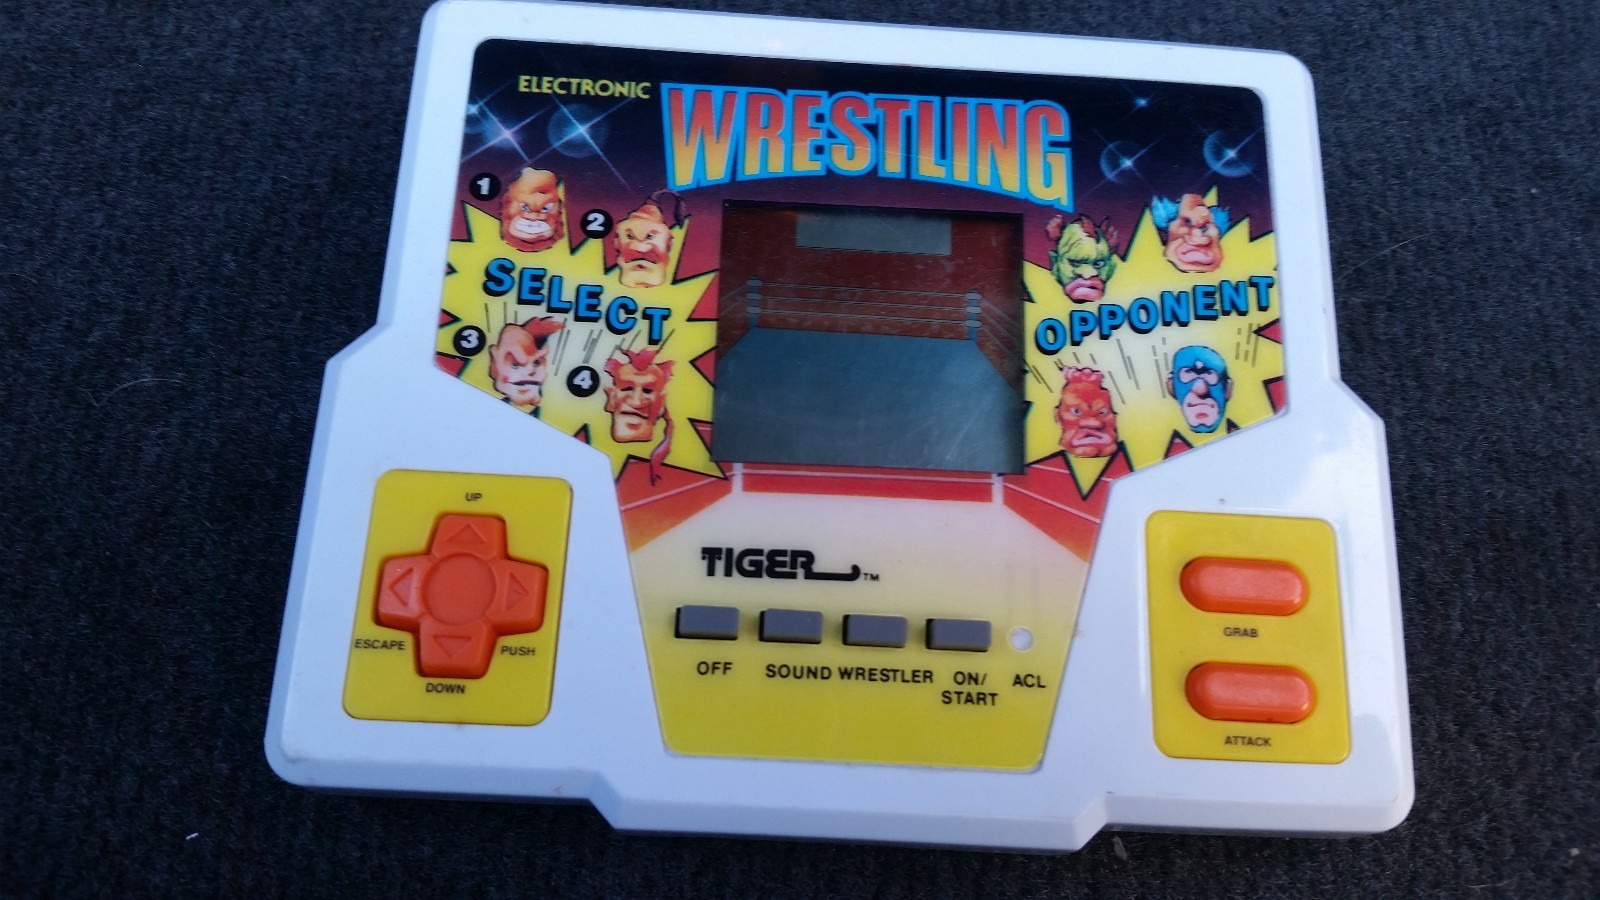 ELECTRONIC
WRESTLING
1
2
SELECT
3
4
OPPONENT
TIGER™
UP
ESCAPE
PUSH
DOWN
OFF
SOUND
WRESTLER
ON/
START
ACL
GRAB
ATTACK